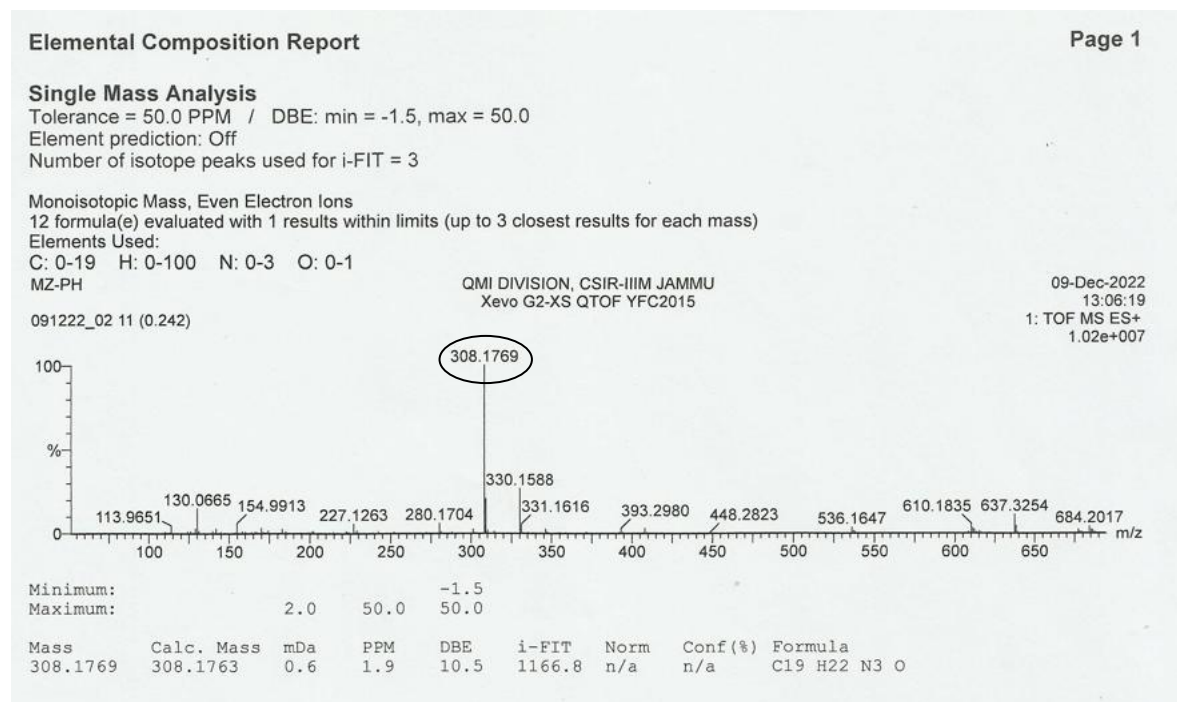 Elemental Composition Report Page 1
Single Mass Analysis
Tolerance = 50.0 PPM / DBE: min = -1.5, max = 50.0
Element prediction: Off
Number of isotope peaks used for i-FIT = 3
Monoisotopic Mass, Even Electron Ions
12 formula(e) evaluated with 1 results within limits (up to 3 closest results for each mass)
Elements Used:
C: 0-19 H: 0-100 N: 0-3 O: 0-1
MZ-PH QMI DIVISION, CSIR-IIIM JAMMU 09-Dec-2022
Xevo G2-XS QTOF YFC2015 13:06:19
091222_02 11 (0.242) 1: TOF MS ES+
1.02e+007
308.1769
100
%
330.1588
113.9651 130.0665 154.9913 227.1263 280.1704 331.1616 393.2980 448.2823 536.1647 610.1835 637.3254 684.2017
0 m/z
100 150 200 250 300 350 400 450 500 550 600 650
Minimum: -1.5
Maximum: 2.0 50.0 50.0
Mass Calc. Mass mDa PPM DBE i-FIT Norm Conf(%) Formula
308.1769 308.1763 0.6 1.9 10.5 1166.8 n/a n/a C19 H22 N3 O